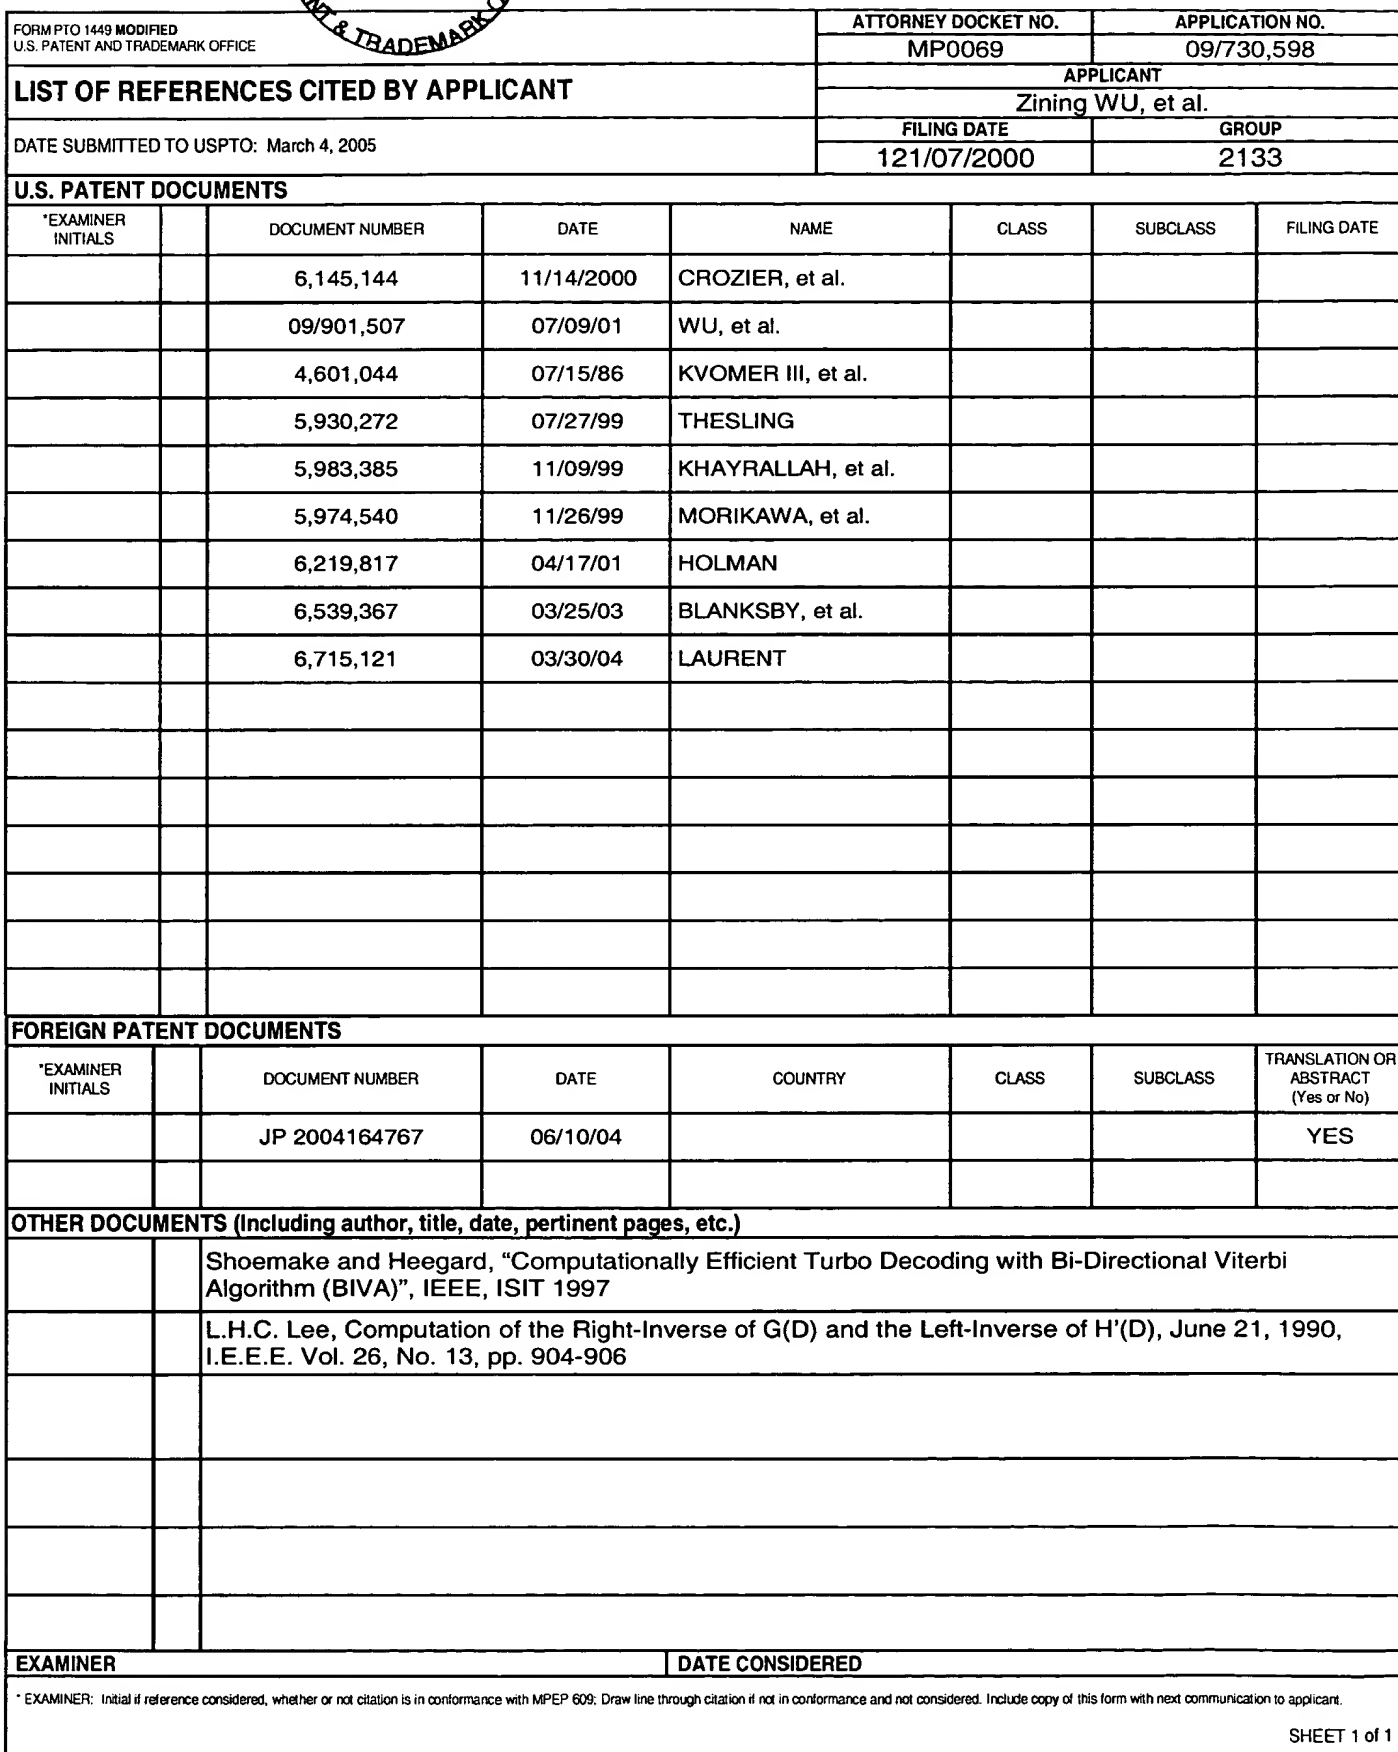 NT & TRADEMARK
FORM PTO 1449 MODIFIED
U.S. PATENT AND TRADEMARK OFFICE
ATTORNEY DOCKET NO.
APPLICATION NO.
MP0069
09/730,598
LIST OF REFERENCES CITED BY APPLICANT
APPLICANT
Zining WU, et al.
DATE SUBMITTED TO USPTO: March 4, 2005
FILING DATE
GROUP
121/07/2000
2133
U.S. PATENT DOCUMENTS
*EXAMINER INITIALS DOCUMENT NUMBER DATE NAME CLASS SUBCLASS FILING DATE
6,145,144 11/14/2000 CROZIER, et al.
09/901,507 07/09/01 WU, et al.
4,601,044 07/15/86 KVOMER III, et al.
5,930,272 07/27/99 THESLING
5,983,385 11/09/99 KHAYRALLAH, et al.
5,974,540 11/26/99 MORIKAWA, et al.
6,219,817 04/17/01 HOLMAN
6,539,367 03/25/03 BLANKSBY, et al.
6,715,121 03/30/04 LAURENT
FOREIGN PATENT DOCUMENTS
*EXAMINER INITIALS DOCUMENT NUMBER DATE COUNTRY CLASS SUBCLASS TRANSLATION OR ABSTRACT (Yes or No)
JP 2004164767 06/10/04 YES
OTHER DOCUMENTS (Including author, title, date, pertinent pages, etc.)
Shoemake and Heegard, “Computationally Efficient Turbo Decoding with Bi-Directional Viterbi
Algorithm (BIVA)”, IEEE, ISIT 1997
L.H.C. Lee, Computation of the Right-Inverse of G(D) and the Left-Inverse of H’(D), June 21, 1990,
I.E.E.E. Vol. 26, No. 13, pp. 904-906
EXAMINER
DATE CONSIDERED
* EXAMINER: Initial if reference considered, whether or not citation is in conformance with MPEP 609; Draw line through citation if not in conformance and not considered. Include copy of this form with next communication to applicant.
SHEET 1 of 1